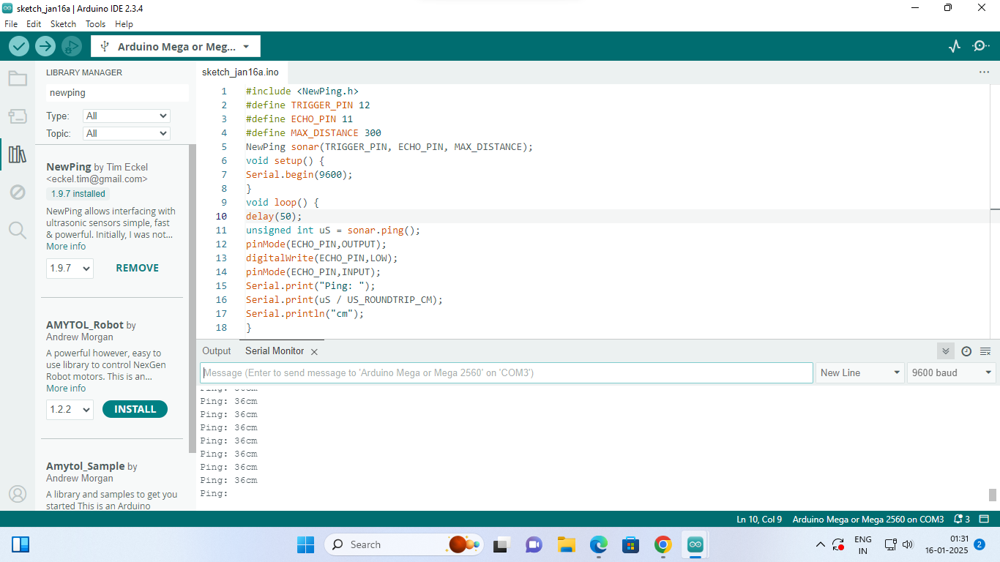 sketch_jan16a | Arduino IDE 2.3.4
File Edit Sketch Tools Help
Arduino Mega or Meg...
LIBRARY MANAGER
newping
Type: All
Topic: All
NewPing by Tim Eckel
<eckel.tim@gmail.com>
1.9.7 installed
NewPing allows interfacing with
ultrasonic sensors simple, fast
& powerful. Initially, I was not...
More info
1.9.7 REMOVE
AMYTOL_Robot by
Andrew Morgan
A powerful however, easy to
use library to control NexGen
Robot motors. This is an...
More info
1.2.2 INSTALL
Amytol_Sample by
Andrew Morgan
A library and samples to get you
started This is an Arduino
sketch_jan16a.ino
1 #include <NewPing.h>
2 #define TRIGGER_PIN 12
3 #define ECHO_PIN 11
4 #define MAX_DISTANCE 300
5 NewPing sonar(TRIGGER_PIN, ECHO_PIN, MAX_DISTANCE);
6 void setup() {
7 Serial.begin(9600);
8 }
9 void loop() {
10 delay(50);
11 unsigned int uS = sonar.ping();
12 pinMode(ECHO_PIN,OUTPUT);
13 digitalWrite(ECHO_PIN,LOW);
14 pinMode(ECHO_PIN,INPUT);
15 Serial.print("Ping: ");
16 Serial.print(uS / US_ROUNDTRIP_CM);
17 Serial.println("cm");
18 }
Output Serial Monitor
Message (Enter to send message to 'Arduino Mega or Mega 2560' on 'COM3')
New Line 9600 baud
Ping: 36cm
Ping: 36cm
Ping: 36cm
Ping: 36cm
Ping: 36cm
Ping: 36cm
Ping: 36cm
Ping:
Ln 10, Col 9 Arduino Mega or Mega 2560 on COM3 3
Search
ENG
IN
01:31
16-01-2025
2